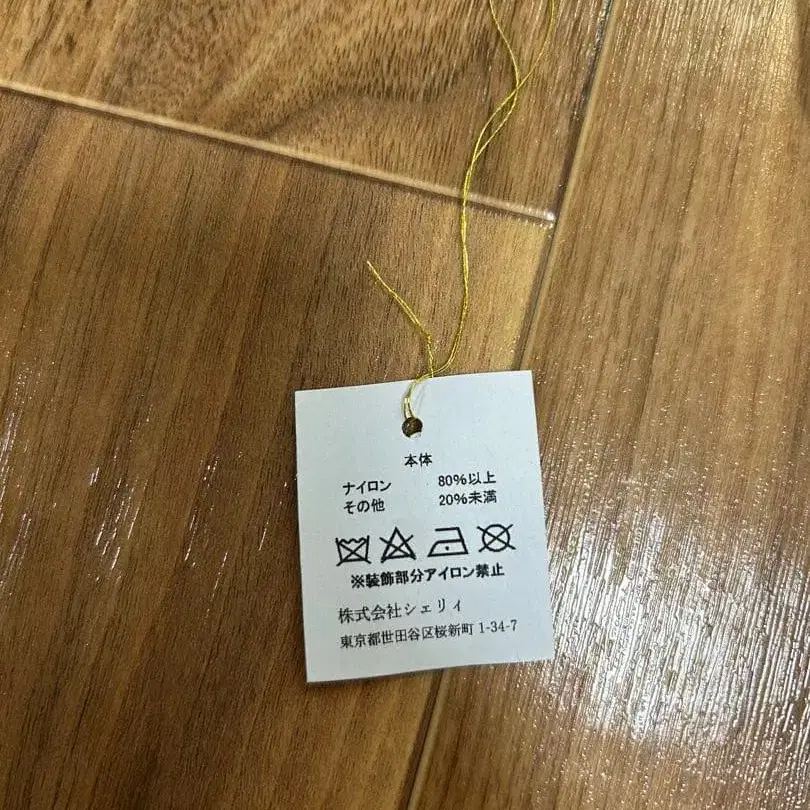 本体
ナイロン 80%以上
その他 20%未満
※装飾部分アイロン禁止
株式会社シェリィ
東京都世田谷区桜新町 1-34-7